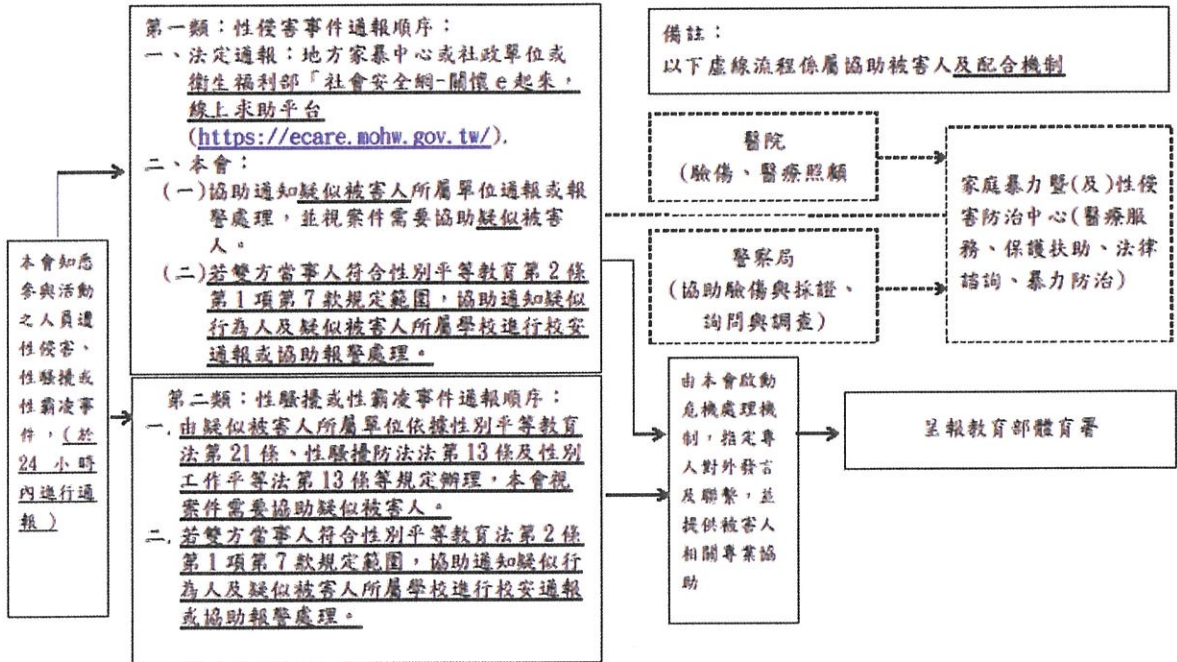 本會知悉
參與活動
之人員遭
性侵害、
性騷擾或
性霸凌事
件，(於
24 小時
內進行通
報)
第一類：性侵害事件通報順序：
一、法定通報：地方家暴中心或社政單位或
衛生福利部「社會安全網-關懷 e 起來，
線上求助平台
(https://ecare.mohw.gov.tw/).
二、本會：
(一)協助通知疑似被害人所屬單位通報或報
警處理，並視案件需要協助疑似被害
人。
(二)若雙方當事人符合性別平等教育第 2 條
第 1 項第 7 款規定範圍，協助通知疑似
行為人及疑似被害人所屬學校進行校安
通報或協助報警處理。
第二類：性騷擾或性霸凌事件通報順序：
一、由疑似被害人所屬單位依據性別平等教育
法第 21 條、性騷擾防法法第 13 條及性別
工作平等法第 13 條等規定辦理，本會視
案件需要協助疑似被害人。
二、若雙方當事人符合性別平等教育法第 2 條
第 1 項第 7 款規定範圍，協助通知疑似行
為人及疑似被害人所屬學校進行校安通報
或協助報警處理。
備註：
以下虛線流程係屬協助被害人及配合機制
醫院
(驗傷、醫療照顧
警察局
(協助驗傷與採證、
詢問與調查)
家庭暴力暨(及)性侵
害防治中心(醫療服
務、保護扶助、法律
諮詢、暴力防治)
由本會啟動
危機處理機
制，指定專
人對外發言
及聯繫，並
提供被害人
相關專業協
助
呈報教育部體育署